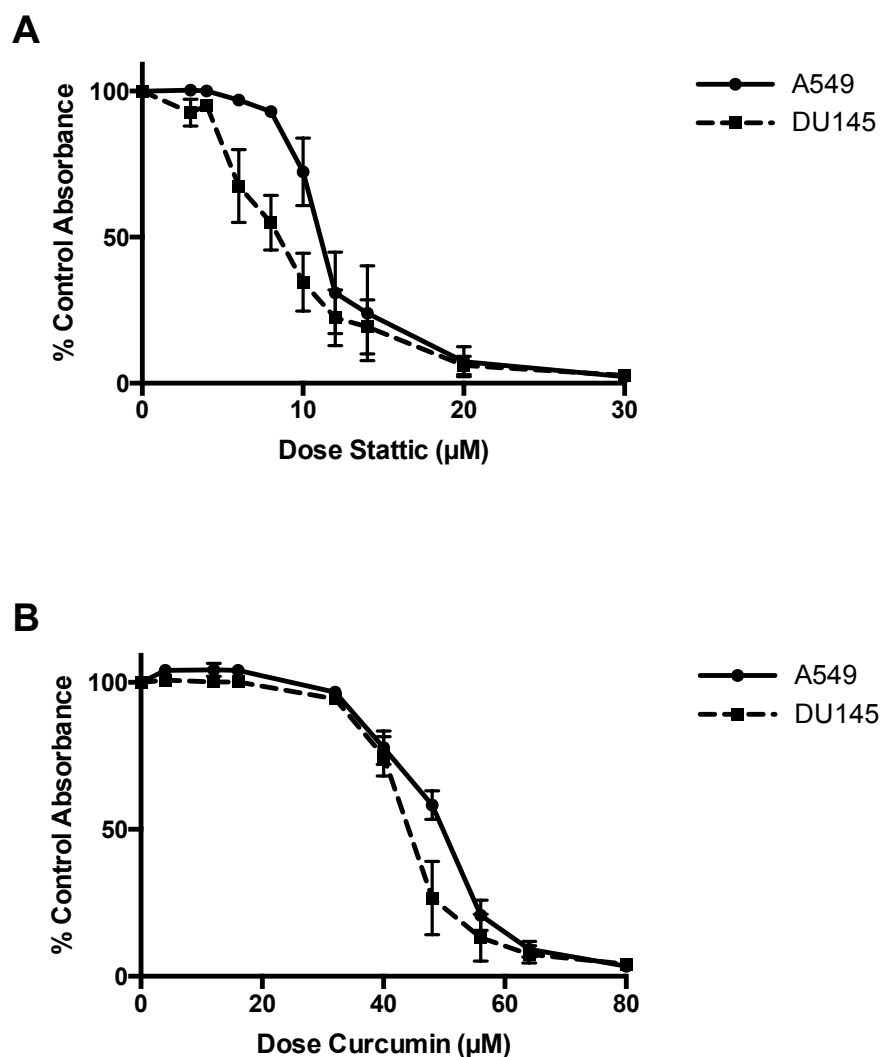 A
A549
DU145
100
50
0
% Control Absorbance
0 10 20 30
Dose Stattic (µM)
B
A549
DU145
100
50
0
% Control Absorbance
0 20 40 60 80
Dose Curcumin (µM)